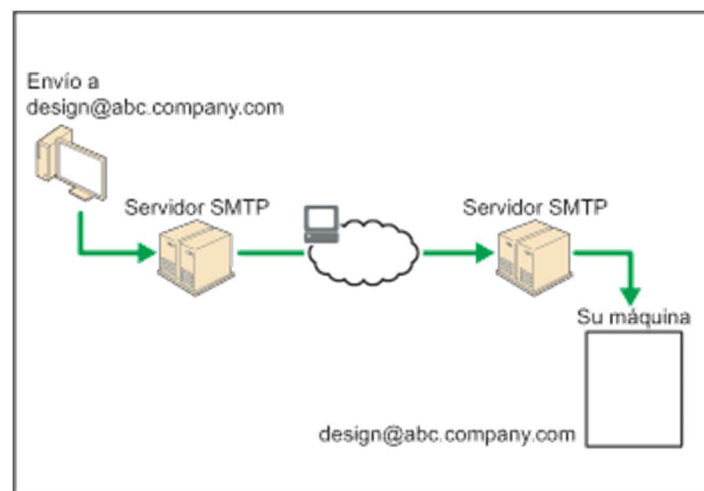 Envío a
design@abc.company.com
Servidor SMTP
Servidor SMTP
Su máquina
design@abc.company.com